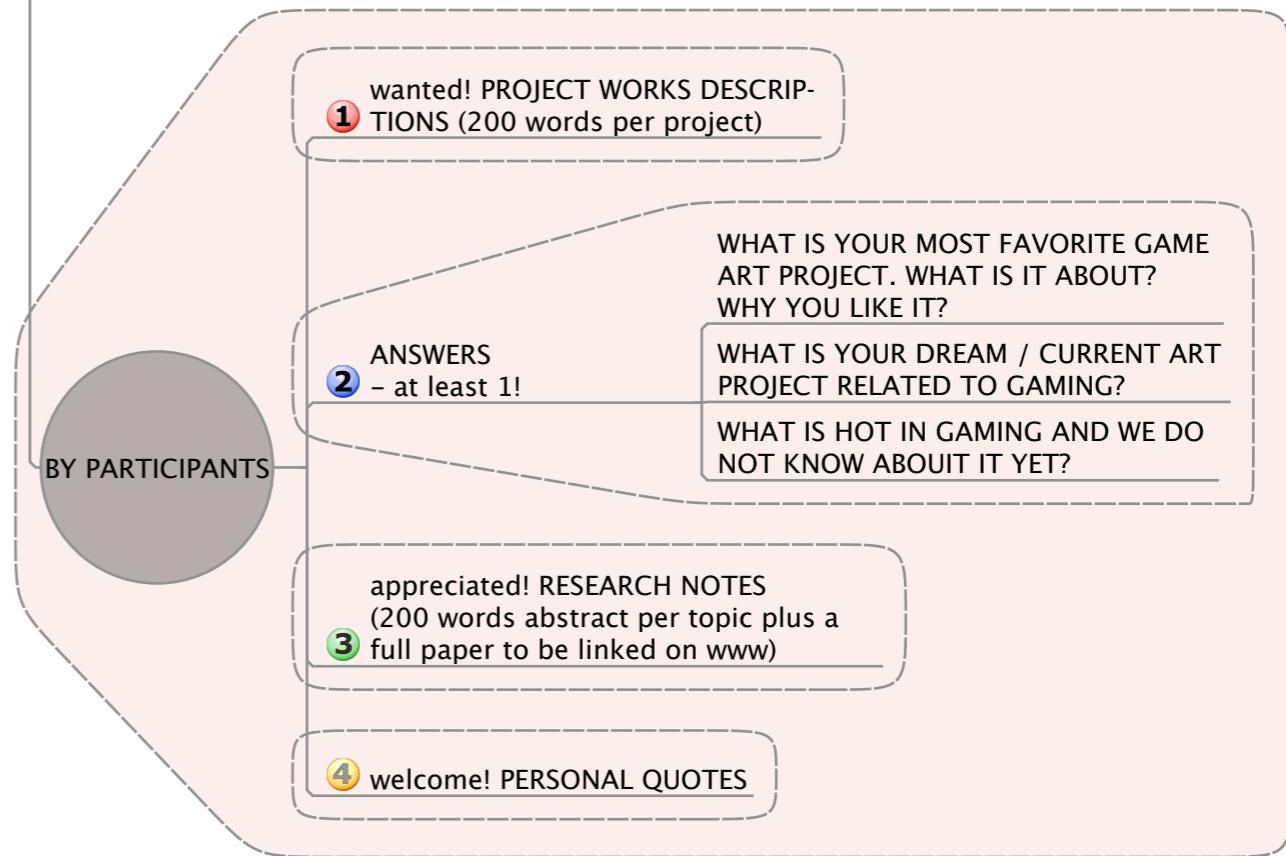 1 wanted! PROJECT WORKS DESCRIP-
TIONS (200 words per project)
WHAT IS YOUR MOST FAVORITE GAME
ART PROJECT. WHAT IS IT ABOUT?
WHY YOU LIKE IT?
2 ANSWERS
– at least 1!
WHAT IS YOUR DREAM / CURRENT ART
PROJECT RELATED TO GAMING?
WHAT IS HOT IN GAMING AND WE DO
NOT KNOW ABOUIT IT YET?
BY PARTICIPANTS
appreciated! RESEARCH NOTES
(200 words abstract per topic plus a
3 full paper to be linked on www)
4 welcome! PERSONAL QUOTES